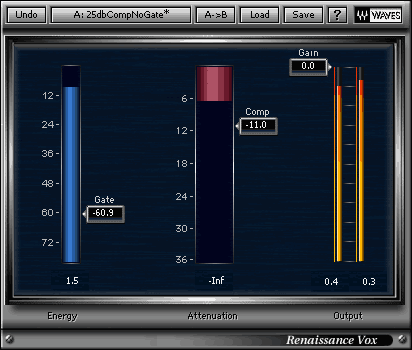 Undo A: 25dbCompNoGate* A->B Load Save ? WAVES
Gain
0.0
12
24
36
48
60
72
Gate
-60.9
6
12
18
24
30
36
Comp
-11.0
1.5 -Inf 0.4 0.3
Energy Attenuation Output
Renaissance Vox